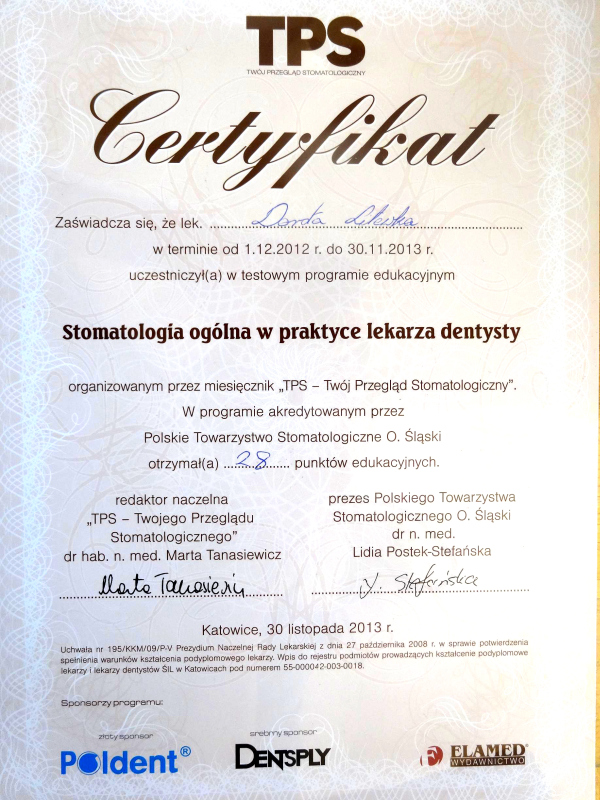 TPS
TWÓJ PRZEGLĄD STOMATOLOGICZNY
Certyfikat
Zaświadcza się, że lek. Dorota
w terminie od 1.12.2012 r. do 30.11.2013 r.
uczestniczył(a) w testowym programie edukacyjnym
Stomatologia ogólna w praktyce lekarza dentysty
organizowanym przez miesięcznik „TPS – Twój Przegląd Stomatologiczny”.
W programie akredytowanym przez
Polskie Towarzystwo Stomatologiczne O. Śląski
otrzymał(a) ........28....... punktów edukacyjnych.
redaktor naczelna
„TPS – Twojego Przeglądu
Stomatologicznego”
dr hab. n. med. Marta Tanasiewicz
Marta Tanasiewicz
prezes Polskiego Towarzystwa
Stomatologicznego O. Śląski
dr n. med.
Lidia Postek-Stefańska
Stefańska
Katowice, 30 listopada 2013 r.
Uchwała nr 195/KKM/09/P-V Prezydium Naczelnej Rady Lekarskiej z dnia 27 października 2008 r. w sprawie potwierdzenia
spełnienia warunków kształcenia podyplomowego lekarzy. Wpis do rejestru podmiotów prowadzących kształcenie podyplomowe
lekarzy i lekarzy dentystów ŚIL w Katowicach pod numerem 55-000042-003-0018.
Sponsorzy programu:
złoty sponsor
Poldent®
srebrny sponsor
DENTSPLY
ELAMED®
WYDAWNICTWO